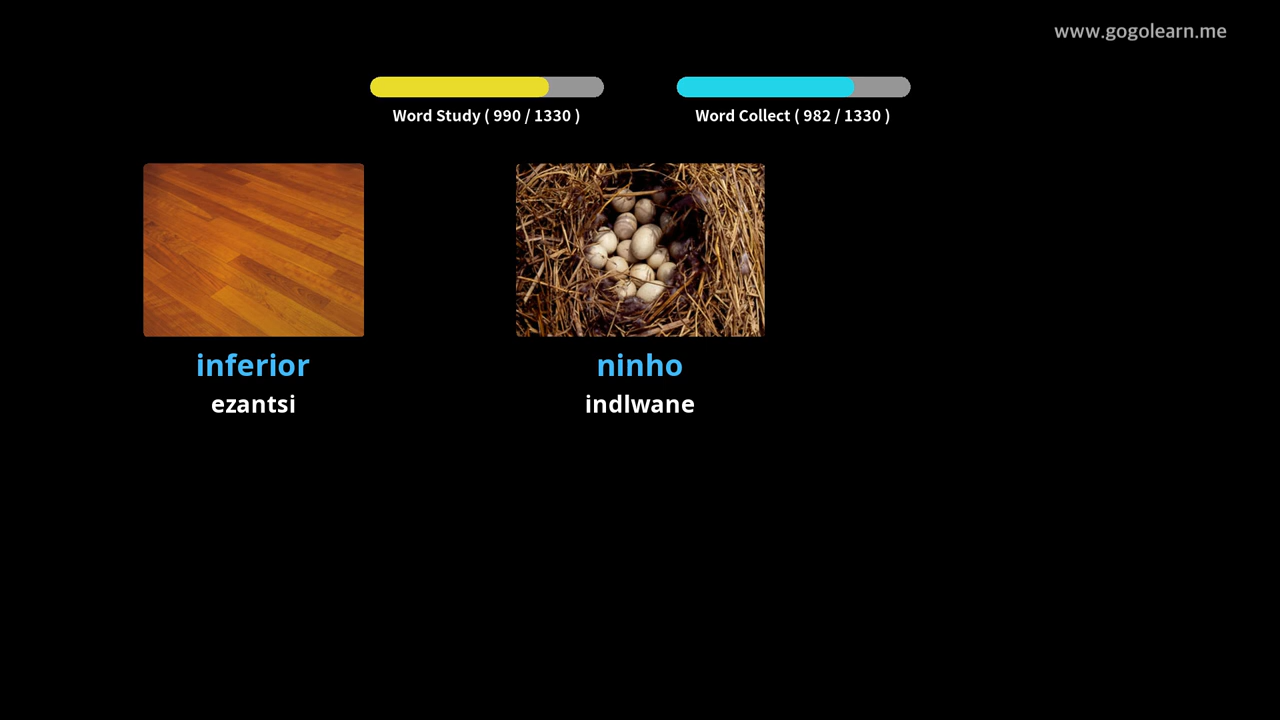 www.gogolearn.me
Word Study ( 990 / 1330 )
Word Collect ( 982 / 1330 )
inferior
ezantsi
ninho
indlwane